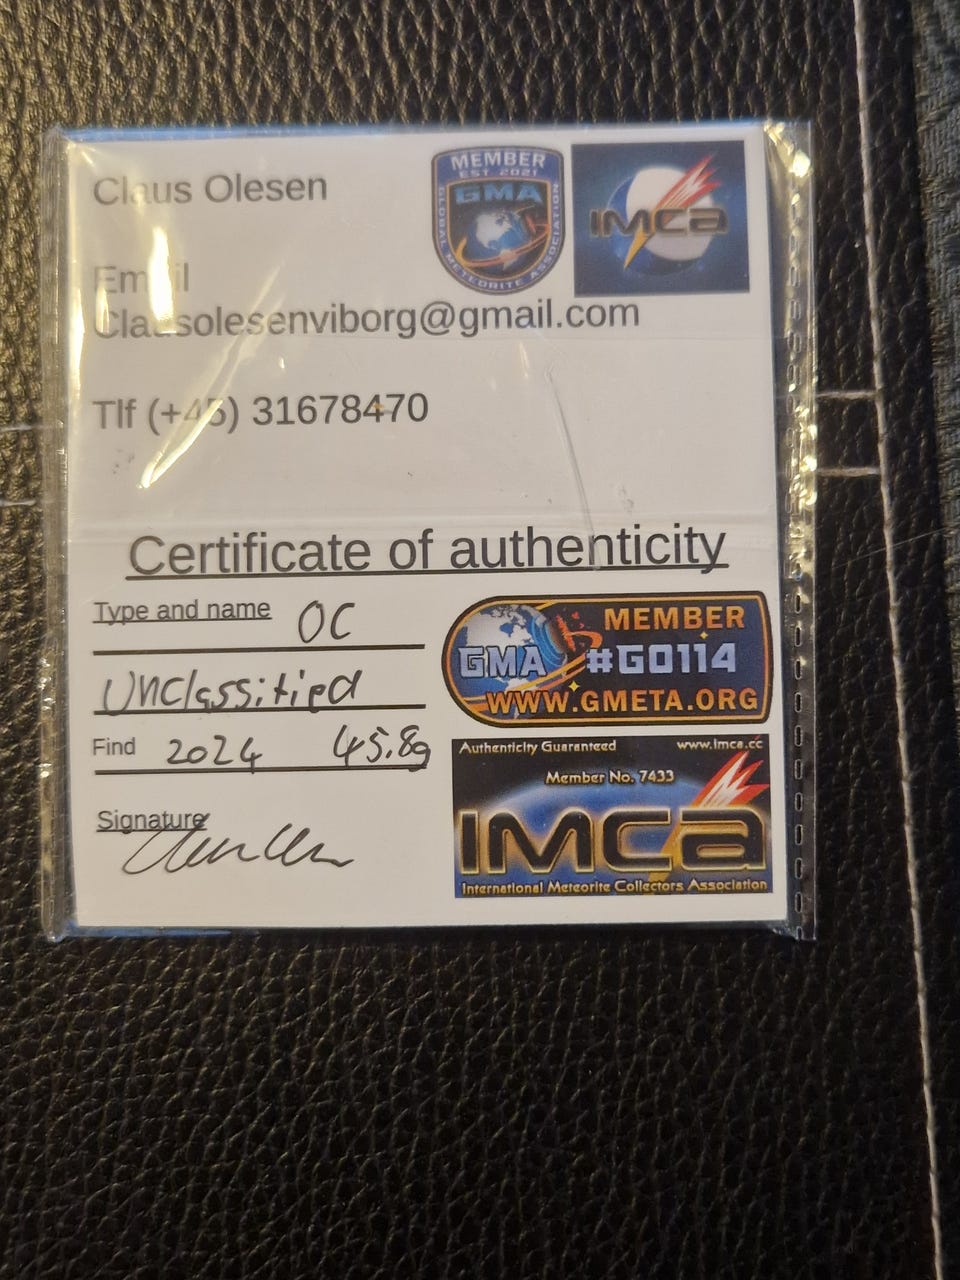 Claus Olesen
MEMBER
EST 2021
GMA
GLOBAL METEORITE ASSOCIATION
IMCa
Email
Clausolesenviborg@gmail.com
Tlf (+45) 31678470
Certificate of authenticity
Type and name OC
Unclassified
Find 2024 45.8g
Signature
MEMBER
GMA #G0114
WWW.GMETA.ORG
Authenticity Guaranteed www.imca.cc
Member No. 7433
IMCa
International Meteorite Collectors Association